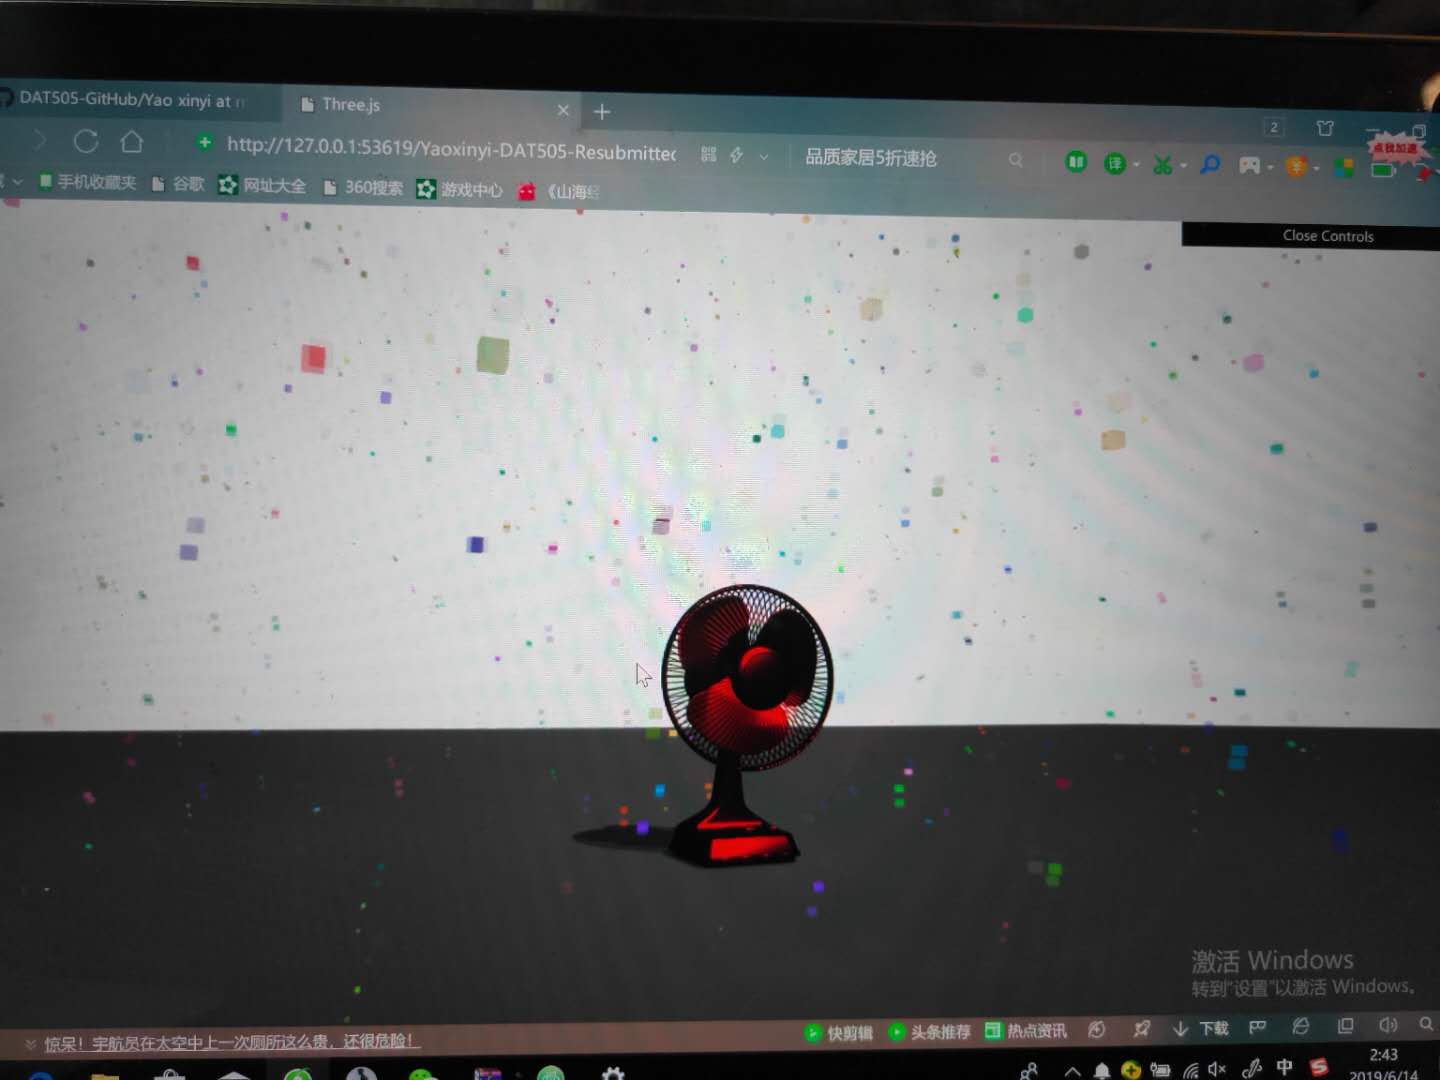 DAT505-GitHub/Yao xinyi at
Three.js
2
http://127.0.0.1:53619/Yaoxinyi-DAT505-Resubmitted
品质家居5折速抢
译
点我加速
手机收藏夹 谷歌 网址大全 360搜索 游戏中心 《山海经
Close Controls
激活 Windows
转到"设置"以激活 Windows。
惊呆！宇航员在太空中上一次厕所这么贵，还很危险！
快剪辑 头条推荐 热点资讯 下载
中
2:43
2019/6/14